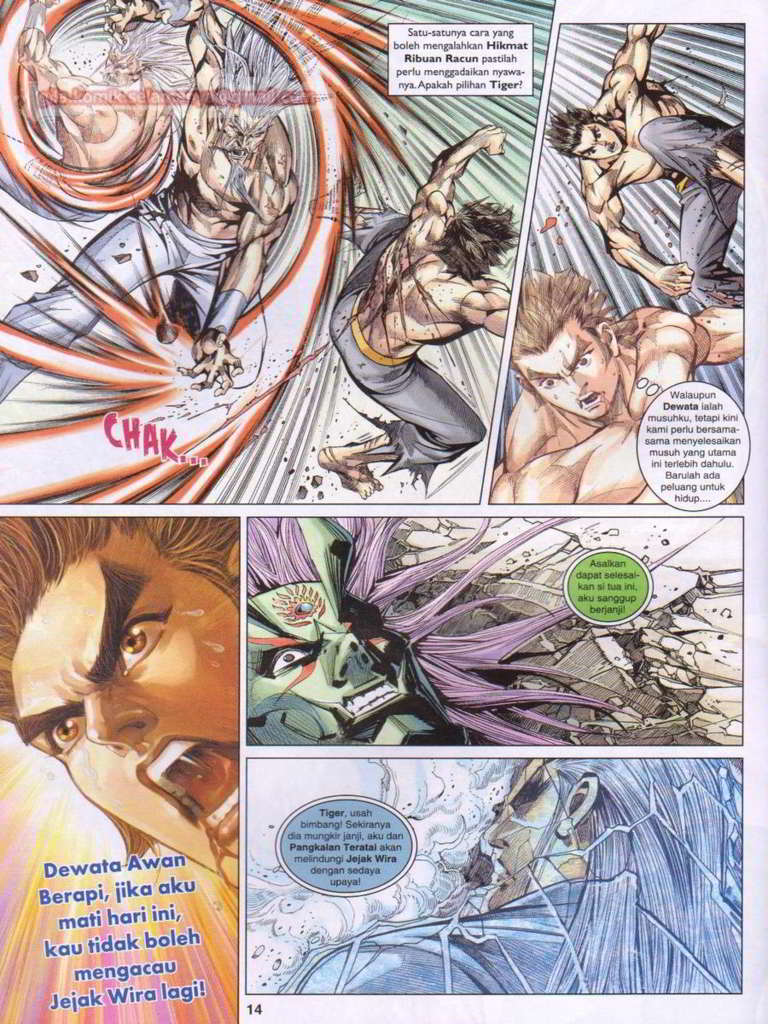 Satu-satunya cara yang
boleh mengalahkan Hikmat
Ribuan Racun pastilah
perlu menggadaikan nyawa-
nya. Apakah pilihan Tiger?
CHAK...
Walaupun
Dewata ialah
musuhku, tetapi kini
kami perlu bersama-
sama menyelesaikan
musuh yang utama
ini terlebih dahulu.
Barulah ada
peluang untuk
hidup....
Dewata Awan
Berapi, jika aku
mati hari ini,
kau tidak boleh
mengacau
Jejak Wira lagi!
Asalkan
dapat selesai-
kan si tua ini,
aku sanggup
berjanji!
Tiger, usah
bimbang! Sekiranya
dia mungkir janji, aku dan
Pangkalan Teratai akan
melindungi Jejak Wira
dengan sedaya
upaya!
14